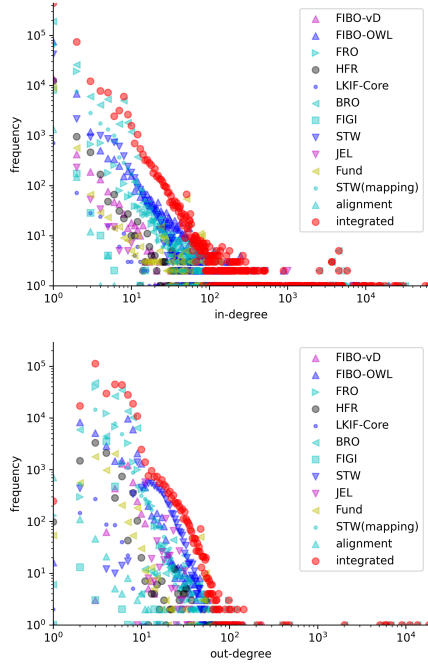 FIBO-vD
FIBO-OWL
FRO
HFR
LKIF-Core
BRO
FIGI
STW
JEL
Fund
STW(mapping)
alignment
integrated
frequency
10^5
10^4
10^3
10^2
10^1
10^0
10^0 10^1 10^2 10^3 10^4
in-degree
FIBO-vD
FIBO-OWL
FRO
HFR
LKIF-Core
BRO
FIGI
STW
JEL
Fund
STW(mapping)
alignment
integrated
frequency
10^5
10^4
10^3
10^2
10^1
10^0
10^0 10^1 10^2 10^3 10^4
out-degree